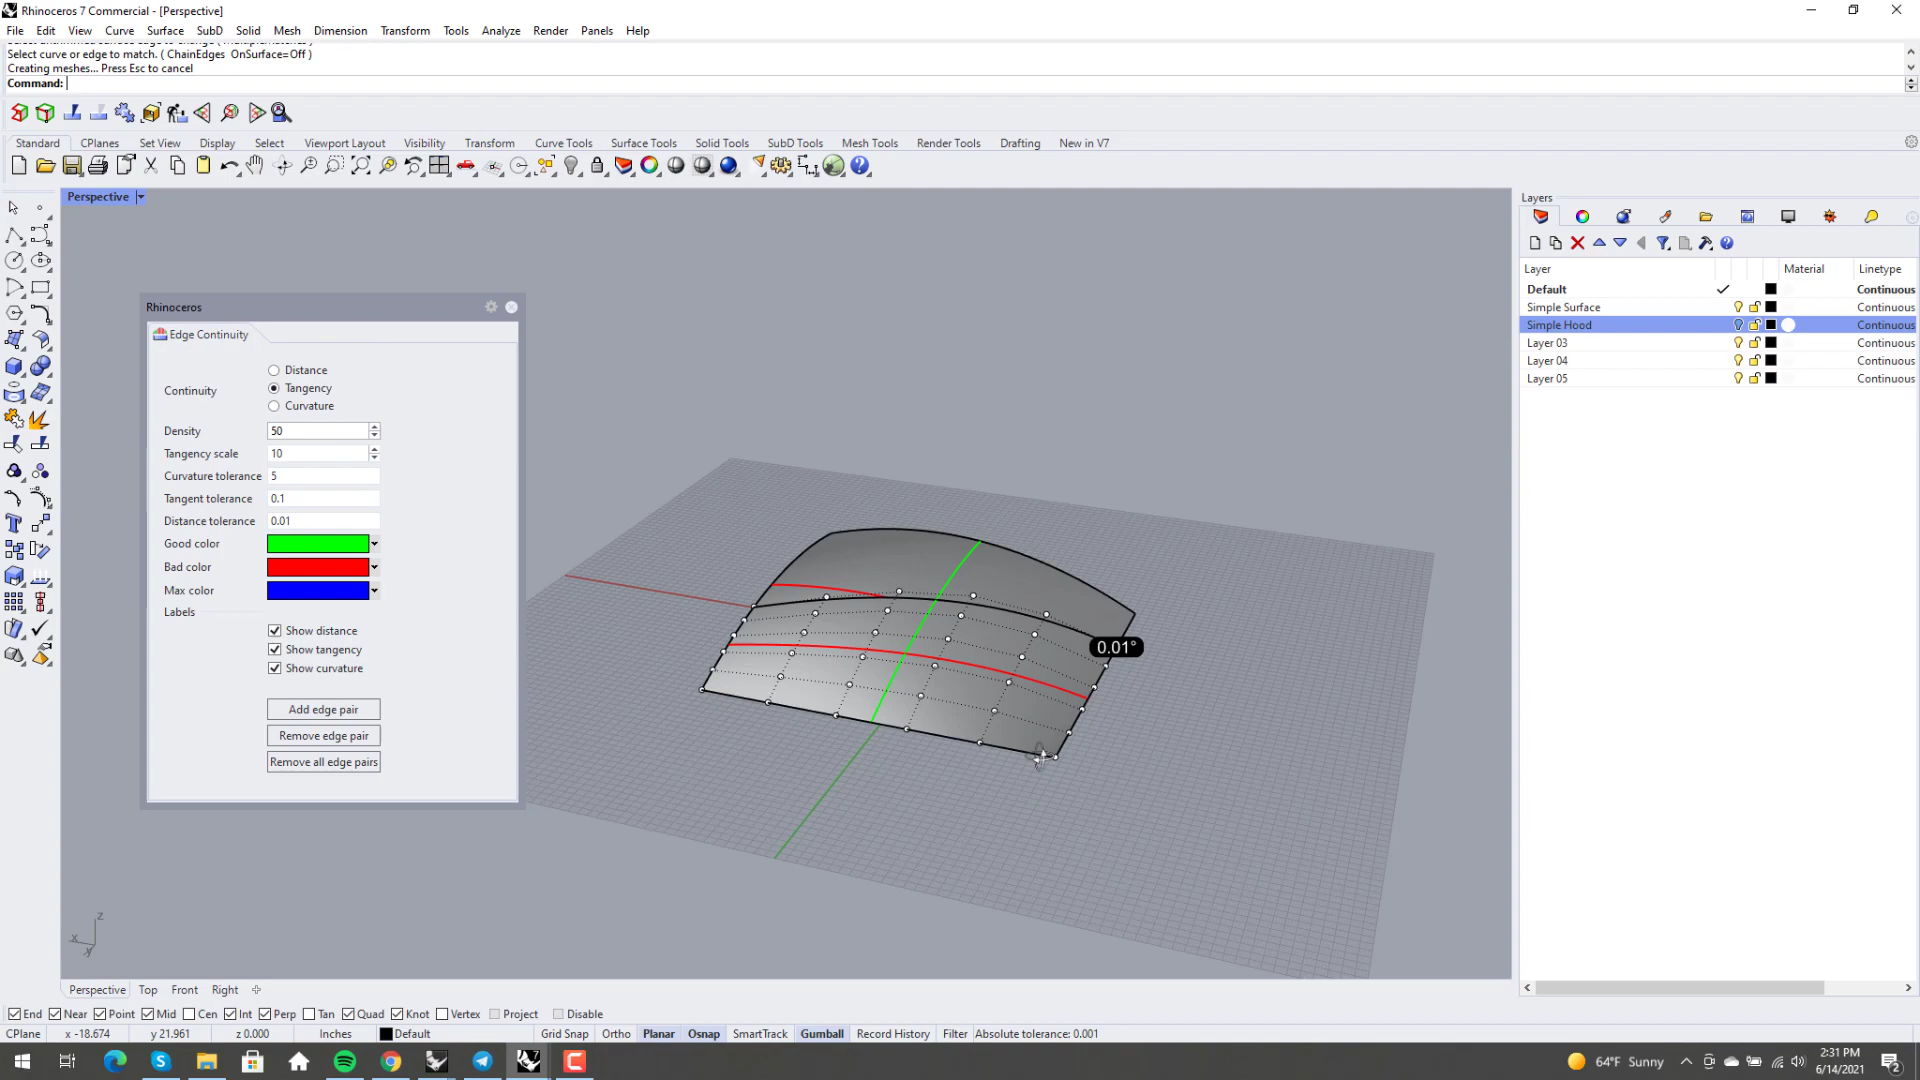 Rhinoceros 7 Commercial - [Perspective]
File Edit View Curve Surface SubD Solid Mesh Dimension Transform Tools Analyze Render Panels Help
Select curve or edge to match. ( ChainEdges OnSurface=Off )
Creating meshes... Press Esc to cancel
Command:
Standard CPlanes Set View Display Select Viewport Layout Visibility Transform Curve Tools Surface Tools Solid Tools SubD Tools Mesh Tools Render Tools Drafting New in V7
Perspective
Layers
Layer Material Linetype
Default Continuous
Simple Surface Continuous
Simple Hood Continuous
Layer 03 Continuous
Layer 04 Continuous
Layer 05 Continuous
Rhinoceros
Edge Continuity
Continuity
Distance
Tangency
Curvature
Density 50
Tangency scale 10
Curvature tolerance 5
Tangent tolerance 0.1
Distance tolerance 0.01
Good color
Bad color
Max color
Labels
Show distance
Show tangency
Show curvature
Add edge pair
Remove edge pair
Remove all edge pairs
0.01°
z
x
y
Perspective Top Front Right
End Near Point Mid Cen Int Perp Tan Quad Knot Vertex Project Disable
CPlane x -18.674 y 21.961 z 0.000 Inches Default Grid Snap Ortho Planar Osnap SmartTrack Gumball Record History Filter Absolute tolerance: 0.001
64°F Sunny
2:31 PM
6/14/2021
2